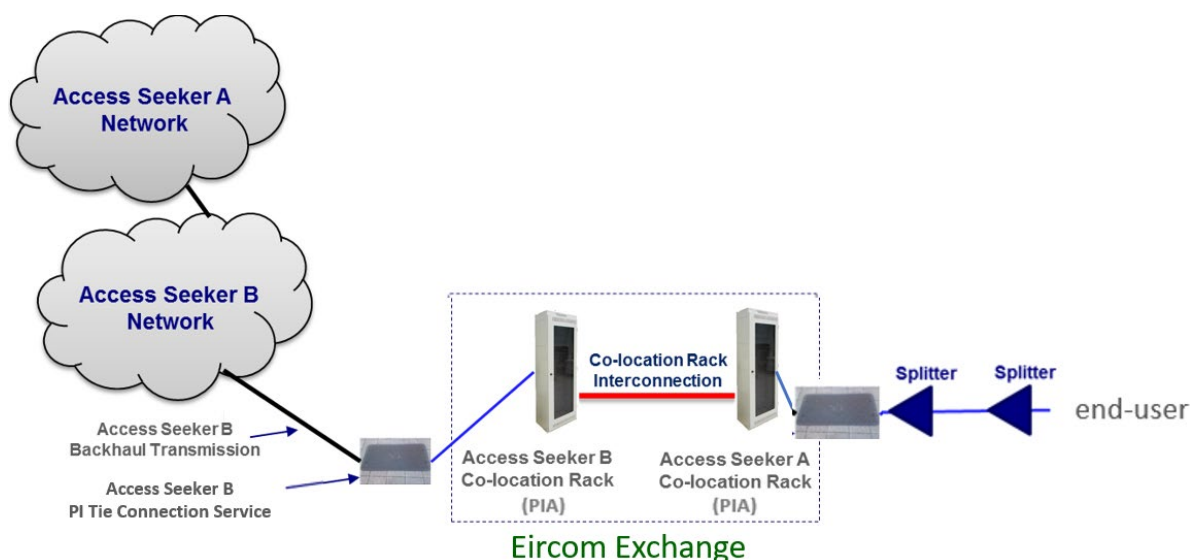 Access Seeker A
Network
Access Seeker B
Network
Access Seeker B
Backhaul Transmission
Access Seeker B
PI Tie Connection Service
Co-location Rack
Interconnection
Access Seeker B
Co-location Rack
(PIA)
Access Seeker A
Co-location Rack
(PIA)
Splitter
Splitter
end-user
Eircom Exchange